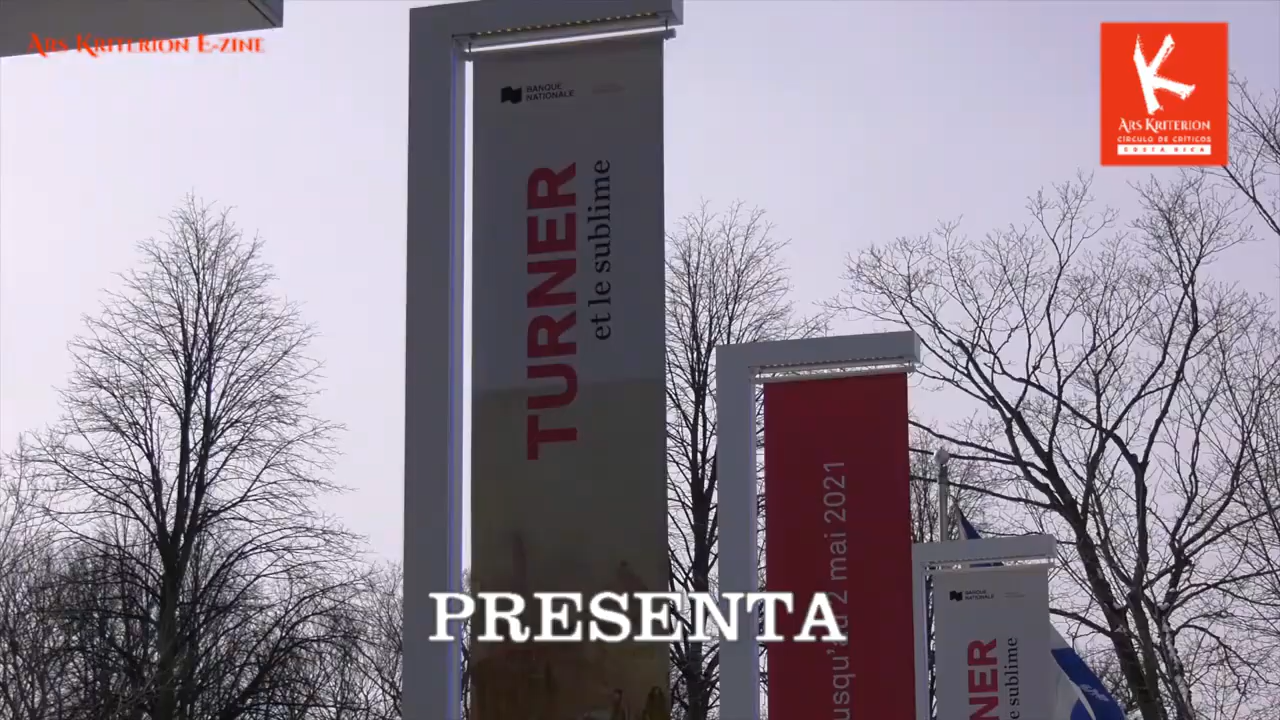 Ars Kriterion E-zine
BANQUE
NATIONALE
TURNER
et le sublime
Ars Kriterion
CÍRCULO DE CRÍTICOS
COSTA RICA
usqu'au 2 mai 2021
PRESENTA
BANQUE
NATIONALE
NER
e sublime